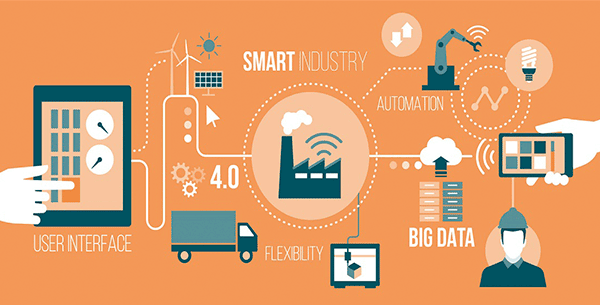 SMART INDUSTRY
AUTOMATION
4.0
USER INTERFACE
FLEXIBILITY
BIG DATA